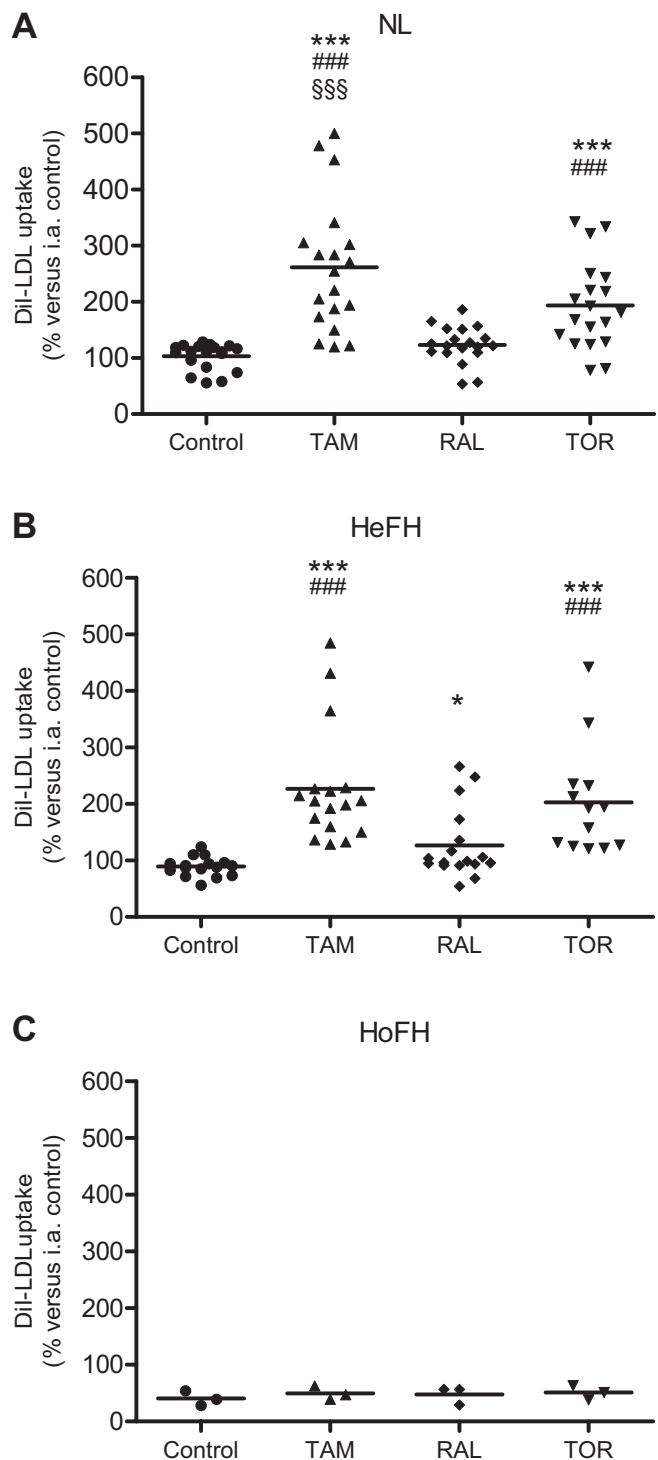 A
NL
***
###
§§§
***
###
600
500
400
300
200
100
0
DiI-LDL uptake
(% versus i.a. control)
Control TAM RAL TOR
B
HeFH
***
###
*
***
###
600
500
400
300
200
100
0
DiI-LDL uptake
(% versus i.a. control)
Control TAM RAL TOR
C
HoFH
600
500
400
300
200
100
0
DiI-LDLuptake
(% versus i.a. control)
Control TAM RAL TOR